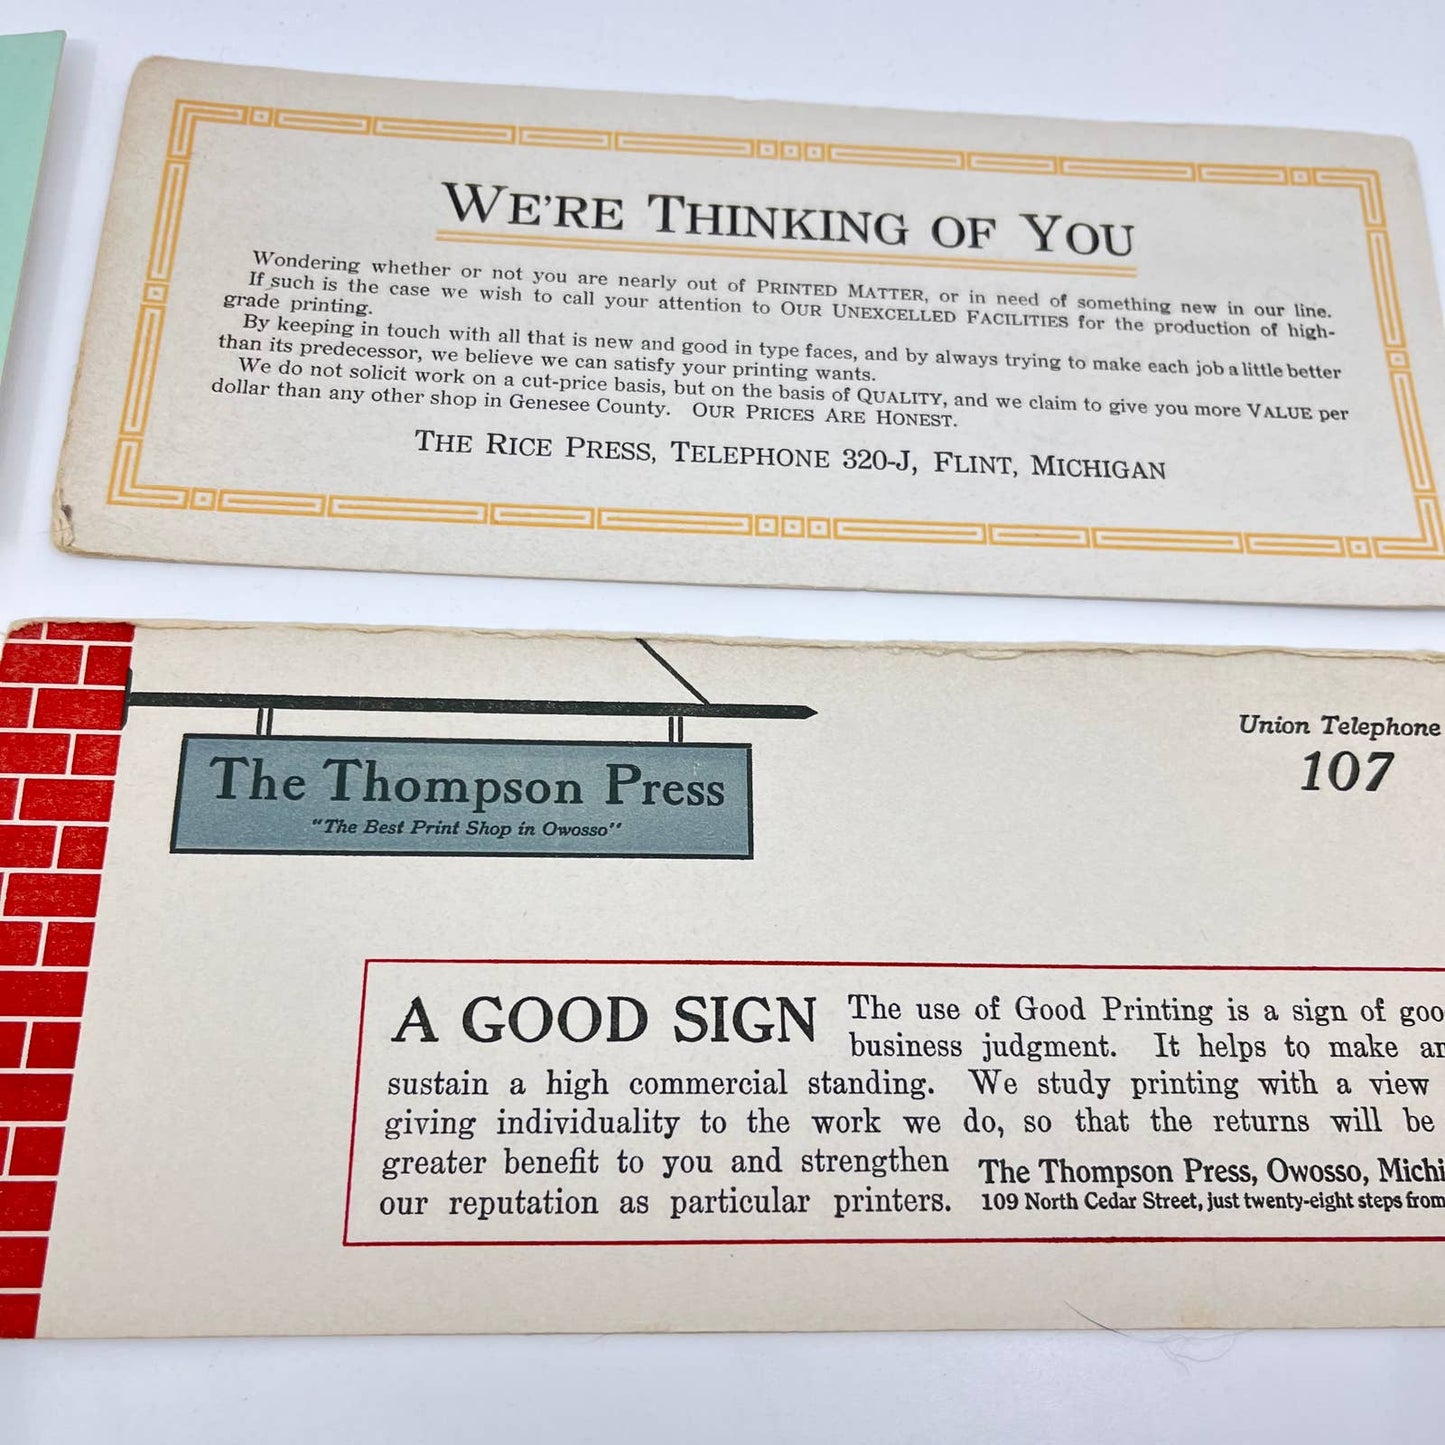 WE'RE THINKING OF YOU
Wondering whether or not you are nearly out of PRINTED MATTER, or in need of something new in our line.
If such is the case we wish to call your attention to OUR UNEXCELLED FACILITIES for the production of high-
grade printing.
By keeping in touch with all that is new and good in type faces, and by always trying to make each job a little better
than its predecessor, we believe we can satisfy your printing wants.
We do not solicit work on a cut-price basis, but on the basis of QUALITY, and we claim to give you more VALUE per
dollar than any other shop in Genesee County. OUR PRICES ARE HONEST.
THE RICE PRESS, TELEPHONE 320-J, FLINT, MICHIGAN
The Thompson Press
"The Best Print Shop in Owosso"
Union Telephone
107
A GOOD SIGN
The use of Good Printing is a sign of goo
business judgment. It helps to make an
sustain a high commercial standing. We study printing with a view
giving individuality to the work we do, so that the returns will be
greater benefit to you and strengthen
our reputation as particular printers.
The Thompson Press, Owosso, Michi
109 North Cedar Street, just twenty-eight steps from